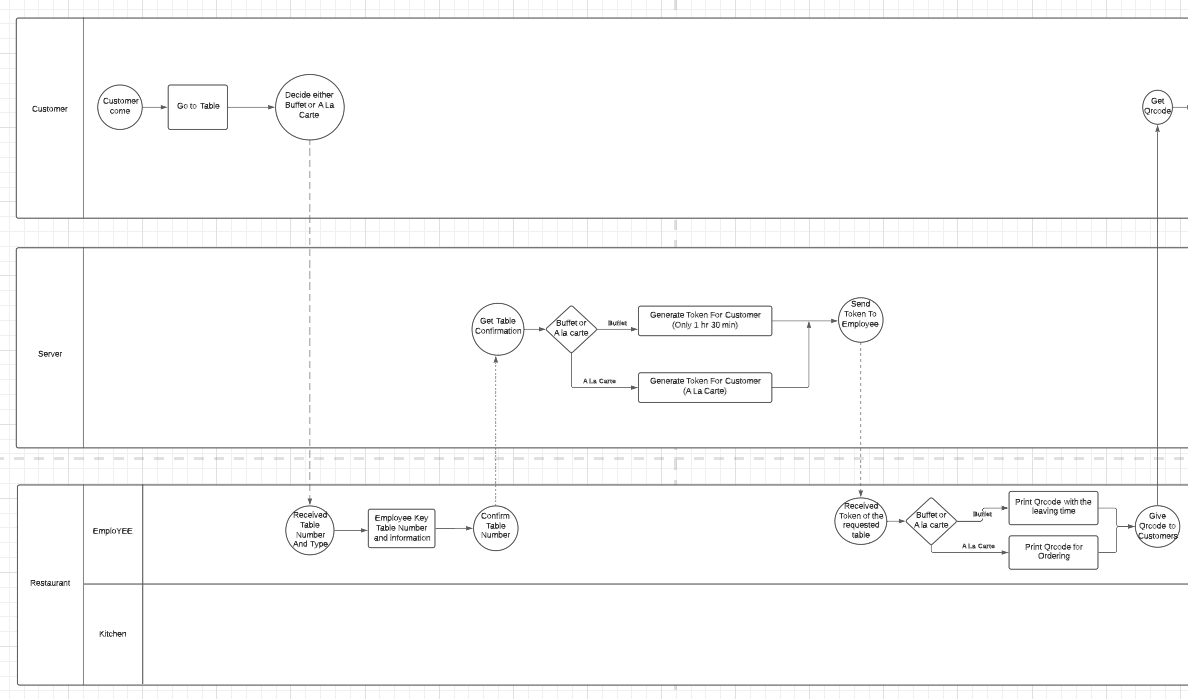 Customer
Customer
come
Go to Table
Decide either
Buffet or A La
Carte
Get
Qrcode
Server
Get Table
Confirmation
Buffet or
A la carte
Buffet
A La Carte
Generate Token For Customer
(Only 1 hr 30 min)
Generate Token For Customer
(A La Carte)
Send
Token To
Employee
Restaurant
EmploYEE
Received
Table
Number
And Type
Employee Key
Table Number
and information
Confirm
Table
Number
Received
Token of the
requested
table
Buffet or
A la carte
Buffet
A La Carte
Print Qrcode with the
leaving time
Print Qrcode for
Ordering
Give
Qrcode to
Customers
Kitchen